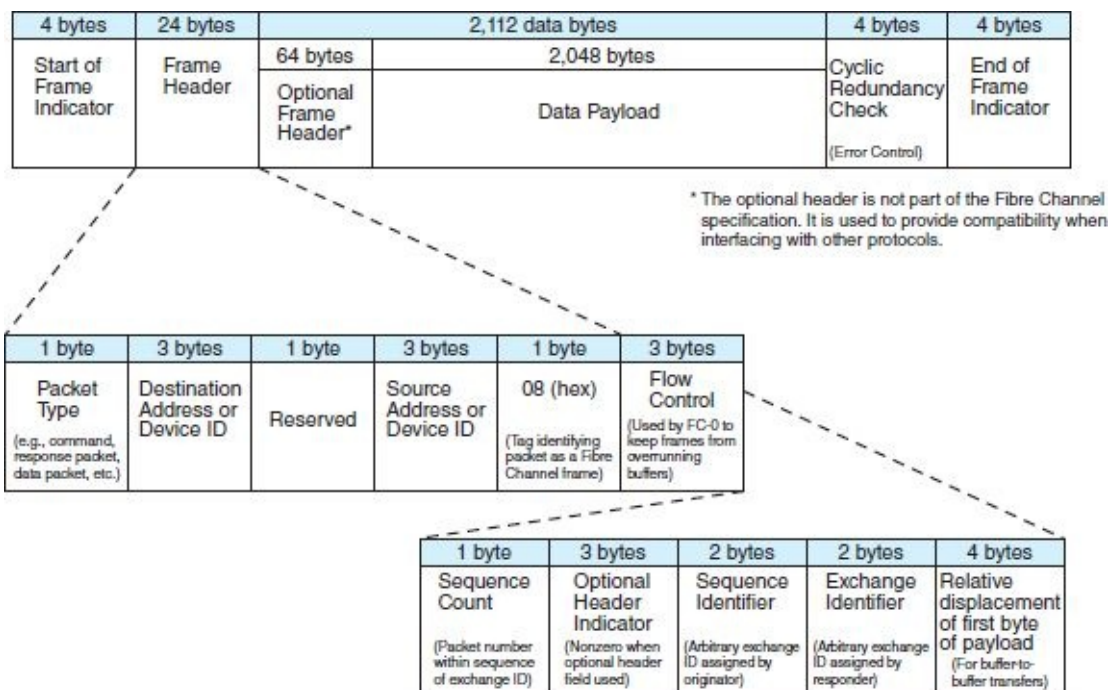 4 bytes
24 bytes
2,112 data bytes
4 bytes
4 bytes
Start of
Frame
Indicator
Frame
Header
64 bytes
2,048 bytes
Optional
Frame
Header*
Data Payload
Cyclic
Redundancy
Check
(Error Control)
End of
Frame
Indicator
* The optional header is not part of the Fibre Channel
specification. It is used to provide compatibility when
interfacing with other protocols.
1 byte
3 bytes
1 byte
3 bytes
1 byte
3 bytes
Packet
Type
(e.g., command,
response packet,
data packet, etc.)
Destination
Address or
Device ID
Reserved
Source
Address or
Device ID
08 (hex)
(Tag identifying
packet as a Fibre
Channel frame)
Flow
Control
(Used by FC-0 to
keep frames from
overrunning
buffers)
1 byte
3 bytes
2 bytes
2 bytes
4 bytes
Sequence
Count
(Packet number
within sequence
of exchange ID)
Optional
Header
Indicator
(Nonzero when
optional header
field used)
Sequence
Identifier
(Arbitrary exchange
ID assigned by
originator)
Exchange
Identifier
(Arbitrary exchange
ID assigned by
responder)
Relative
displacement
of first byte
of payload
(For buffer-to-
buffer transfers)